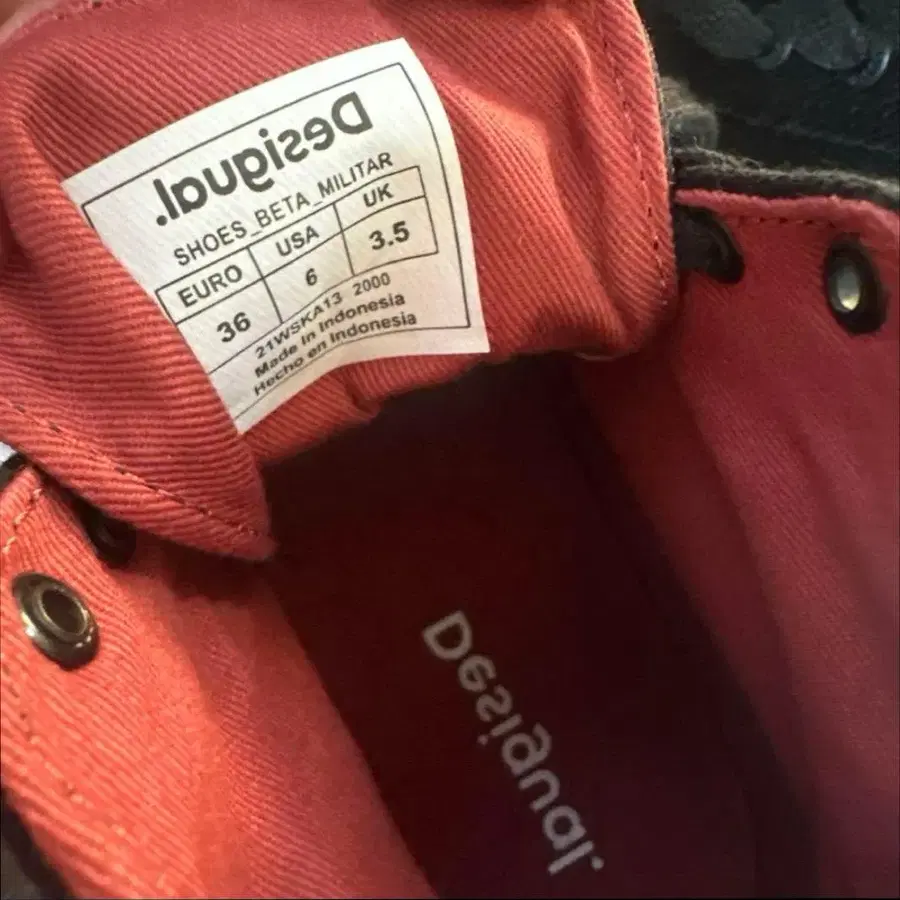 Desigual.
SHOES_BETA_MILITAR
EURO USA UK
36 6 3.5
21WSKA13 2000
Made In Indonesia
Hecho en Indonesia
Desigual.